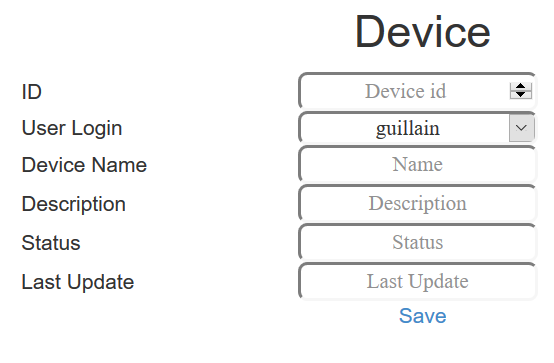 Device
ID Device id
User Login guillain
Device Name Name
Description Description
Status Status
Last Update Last Update
Save